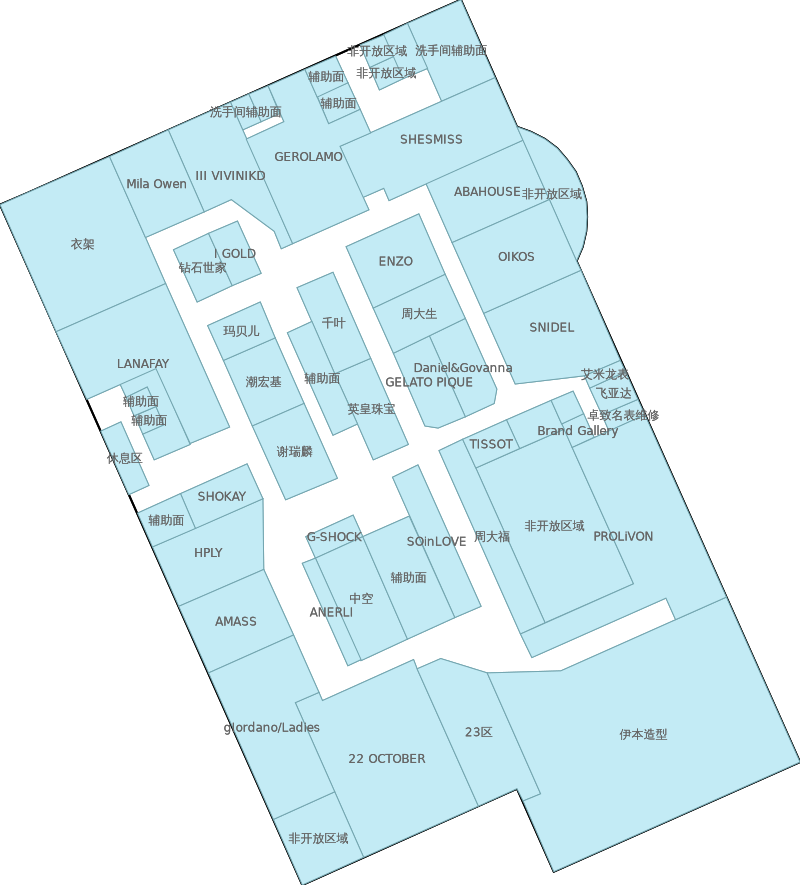 非开放区域
洗手间辅助面
非开放区域
辅助面
辅助面
洗手间辅助面
SHESMISS
GEROLAMO
III VIVINIKD
Mila Owen
ABAHOUSE
非开放区域
衣架
I GOLD
钻石世家
ENZO
OIKOS
周大生
千叶
玛贝儿
SNIDEL
LANAFAY
Daniel&Govanna
GELATO PIQUE
潮宏基
辅助面
艾米龙表
飞亚达
辅助面
辅助面
英皇珠宝
卓致名表维修
Brand Gallery
TISSOT
谢瑞麟
休息区
SHOKAY
辅助面
非开放区域
周大福
PROLiVON
G-SHOCK
SOinLOVE
HPLY
辅助面
中空
ANERLI
AMASS
giordano/Ladies
23区
伊本造型
22 OCTOBER
非开放区域